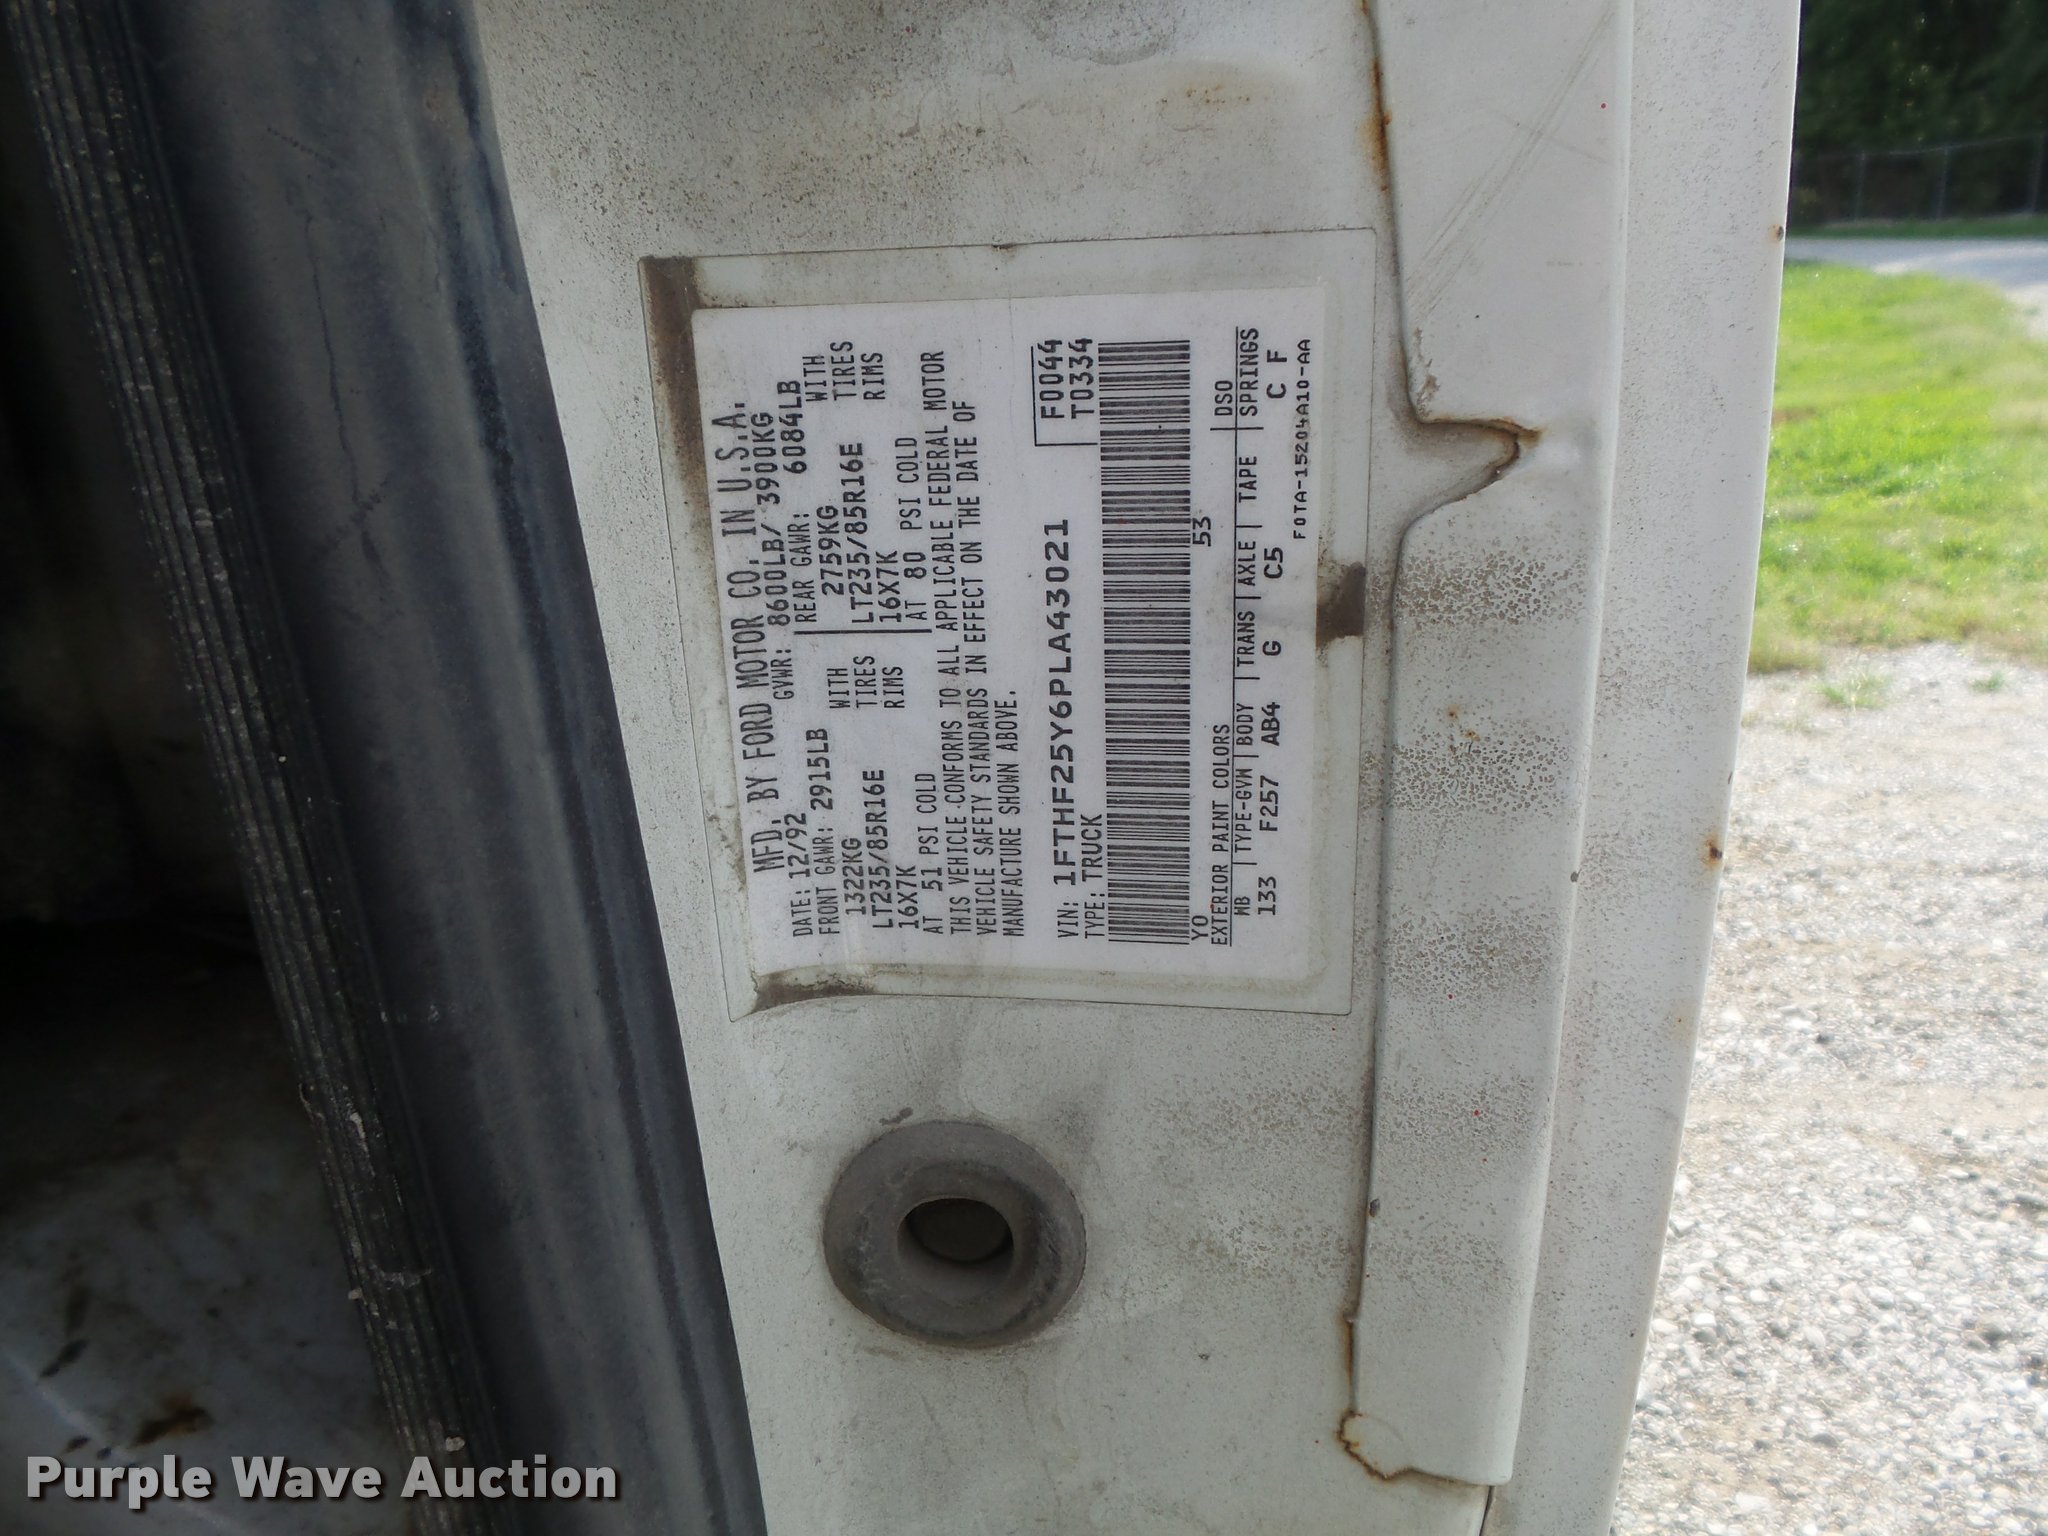 MFD. BY FORD MOTOR CO. IN U.S.A.
DATE: 12/92 GVWR: 8600LB/ 3900KG
FRONT GAWR: 2915LB REAR GAWR: 6084LB
1322KG WITH 2759KG WITH
LT235/85R16E TIRES LT235/85R16E TIRES
16X7K RIMS 16X7K RIMS
AT 51 PSI COLD AT 80 PSI COLD
THIS VEHICLE CONFORMS TO ALL APPLICABLE FEDERAL MOTOR
VEHICLE SAFETY STANDARDS IN EFFECT ON THE DATE OF
MANUFACTURE SHOWN ABOVE.
F0044
VIN: 1FTHF25Y6PLA43021 T0334
TYPE: TRUCK
YO 53
EXTERIOR PAINT COLORS DSO
WB TYPE-GVW BODY TRANS AXLE TAPE SPRINGS
133 F257 AB4 G C5 C F
F0TA-15204A10-AA
Purple Wave Auction